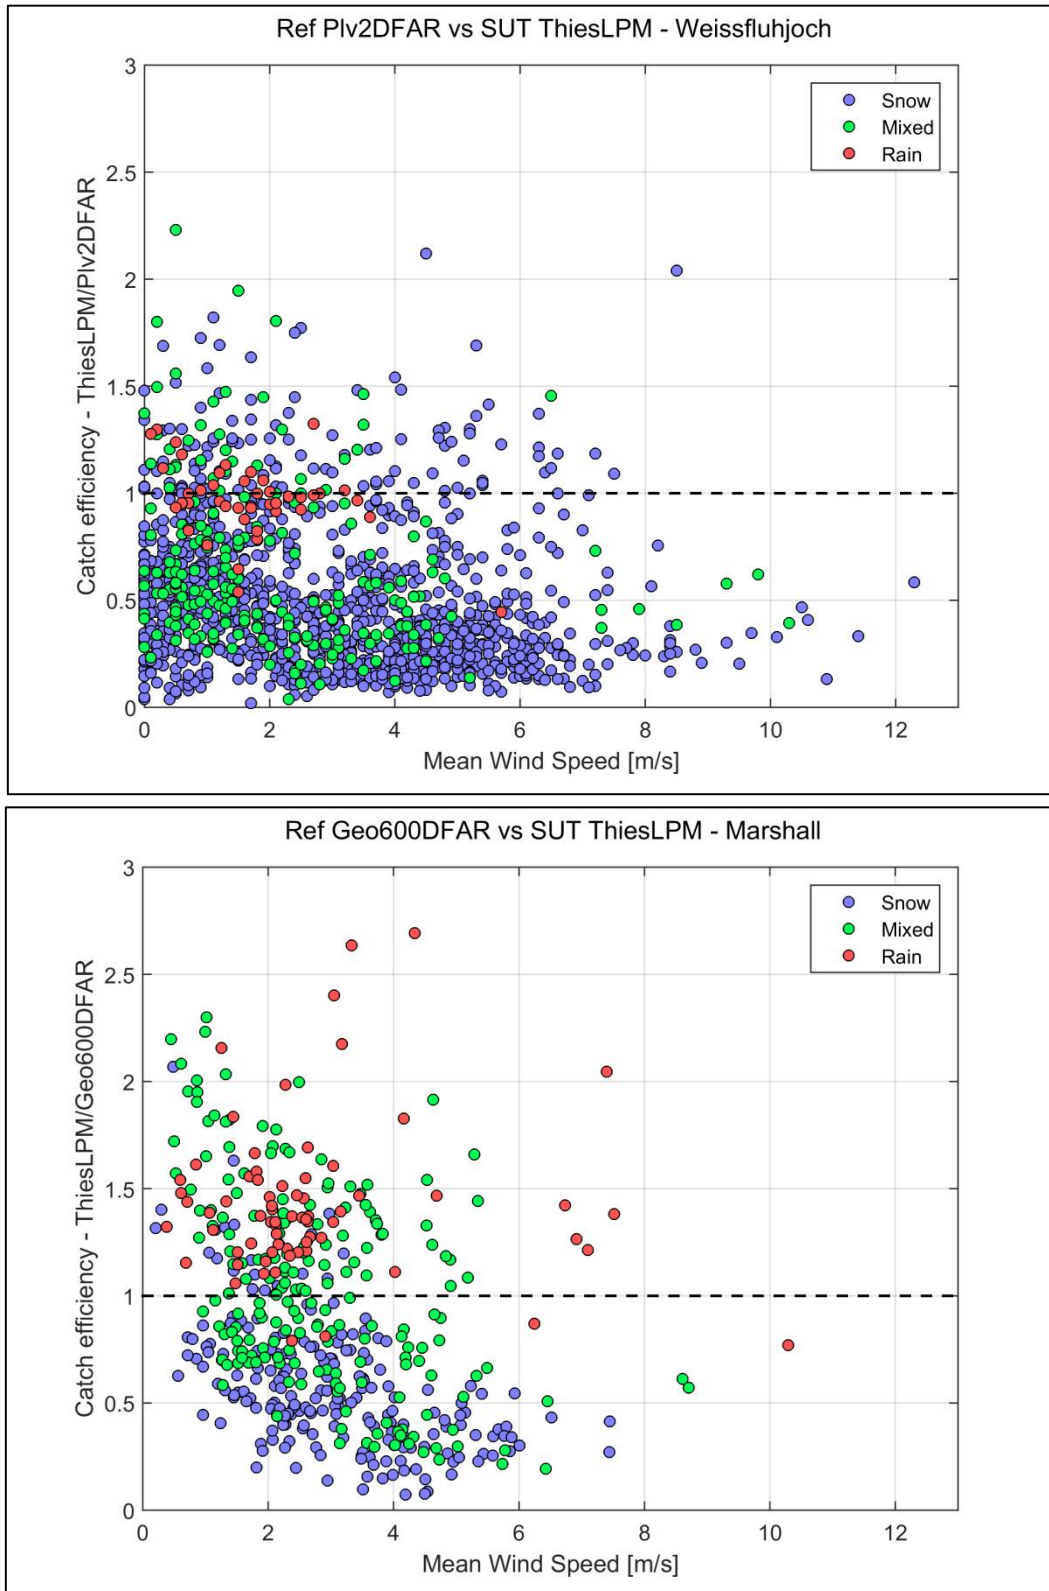 Ref Plv2DFAR vs SUT ThiesLPM - Weissfluhjoch
3
2.5
2
1.5
1
0.5
0
Catch efficiency - ThiesLPM/Plv2DFAR
Snow
Mixed
Rain
0 2 4 6 8 10 12
Mean Wind Speed [m/s]
Ref Geo600DFAR vs SUT ThiesLPM - Marshall
3
2.5
2
1.5
1
0.5
0
Catch efficiency - ThiesLPM/Geo600DFAR
Snow
Mixed
Rain
0 2 4 6 8 10 12
Mean Wind Speed [m/s]